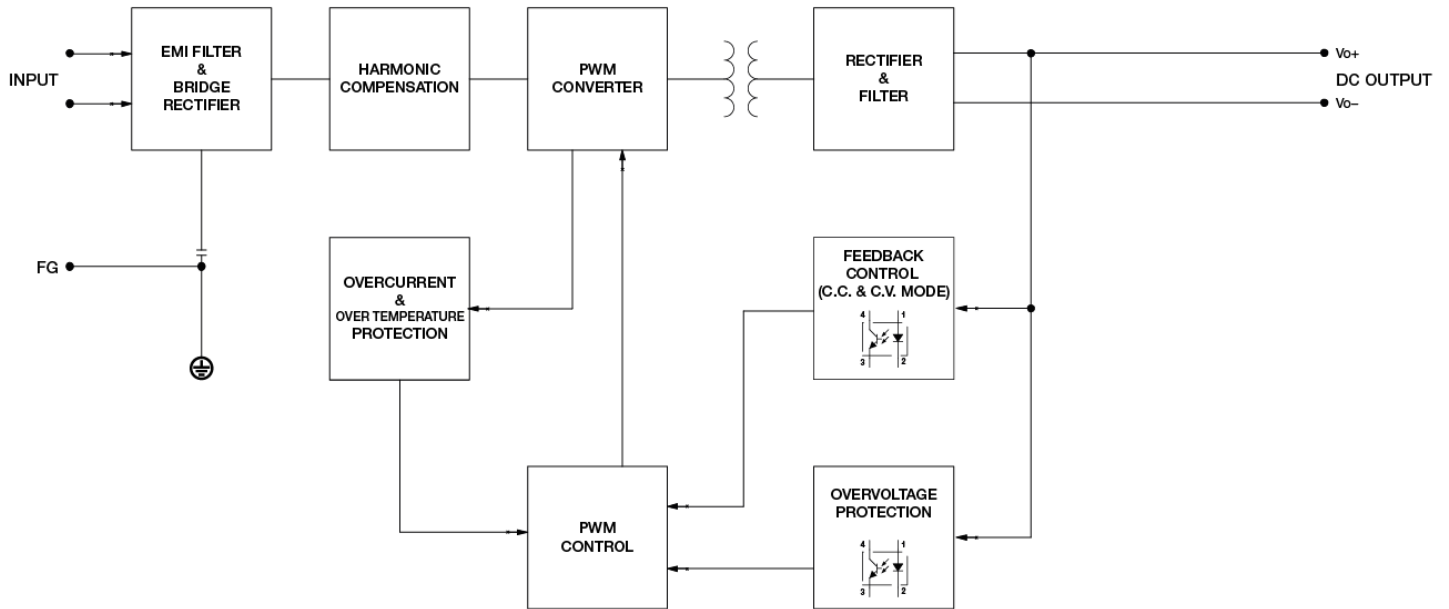 INPUT
EMI FILTER
&
BRIDGE
RECTIFIER
HARMONIC
COMPENSATION
PWM
CONVERTER
RECTIFIER
&
FILTER
Vo+
DC OUTPUT
Vo–
FG
OVERCURRENT
&
OVER TEMPERATURE
PROTECTION
FEEDBACK
CONTROL
(C.C. & C.V. MODE)
4 1
3 2
PWM
CONTROL
OVERVOLTAGE
PROTECTION
4 1
3 2